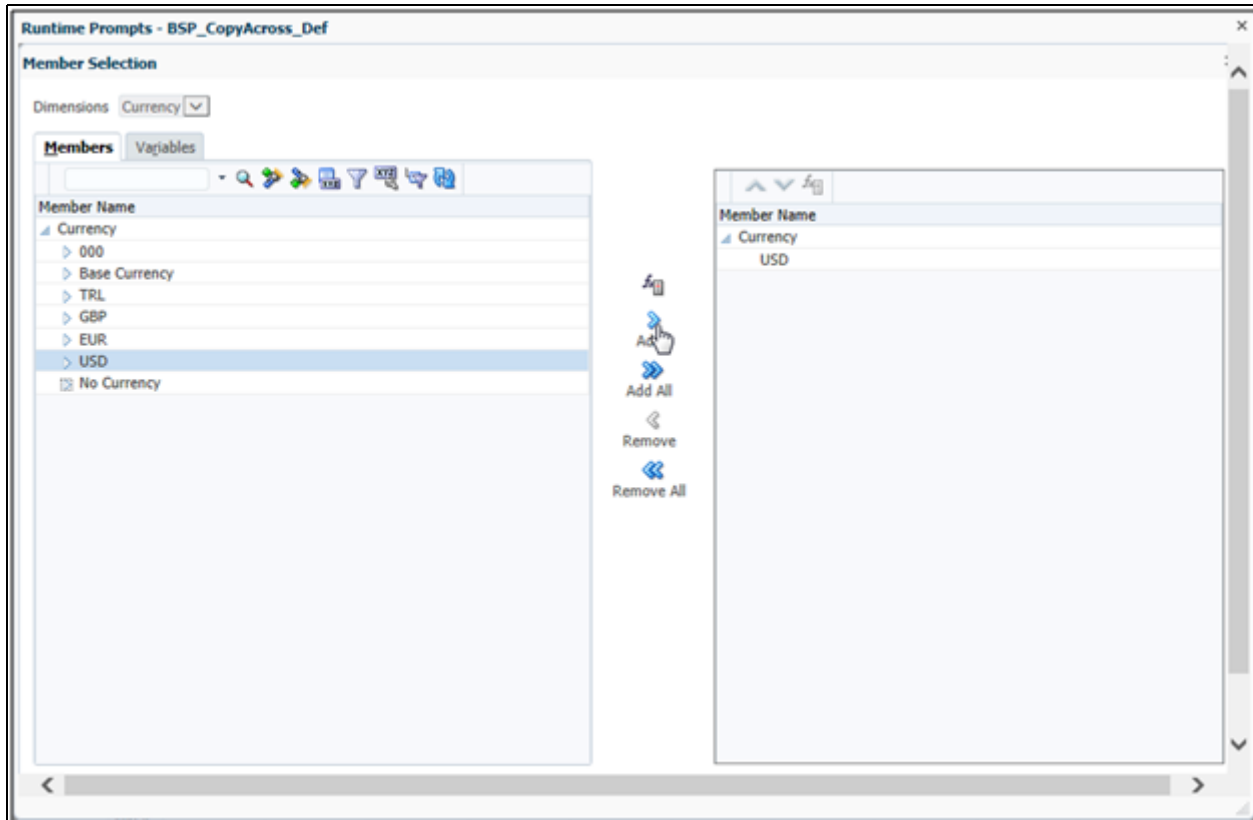 Runtime Prompts - BSP_CopyAcross_Def
Member Selection
Dimensions Currency
Members Variables
Member Name
Currency
000
Base Currency
TRL
GBP
EUR
USD
No Currency
Add All
Remove
Remove All
Member Name
Currency
USD